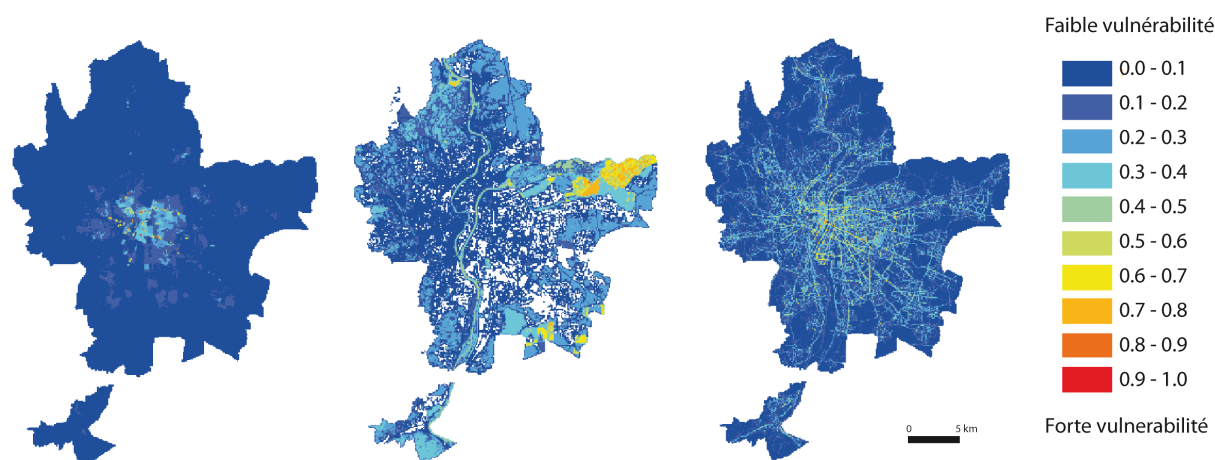 Faible vulnérabilité
0.0 - 0.1
0.1 - 0.2
0.2 - 0.3
0.3 - 0.4
0.4 - 0.5
0.5 - 0.6
0.6 - 0.7
0.7 - 0.8
0.8 - 0.9
0.9 - 1.0
Forte vulnerabilité
0 5 km